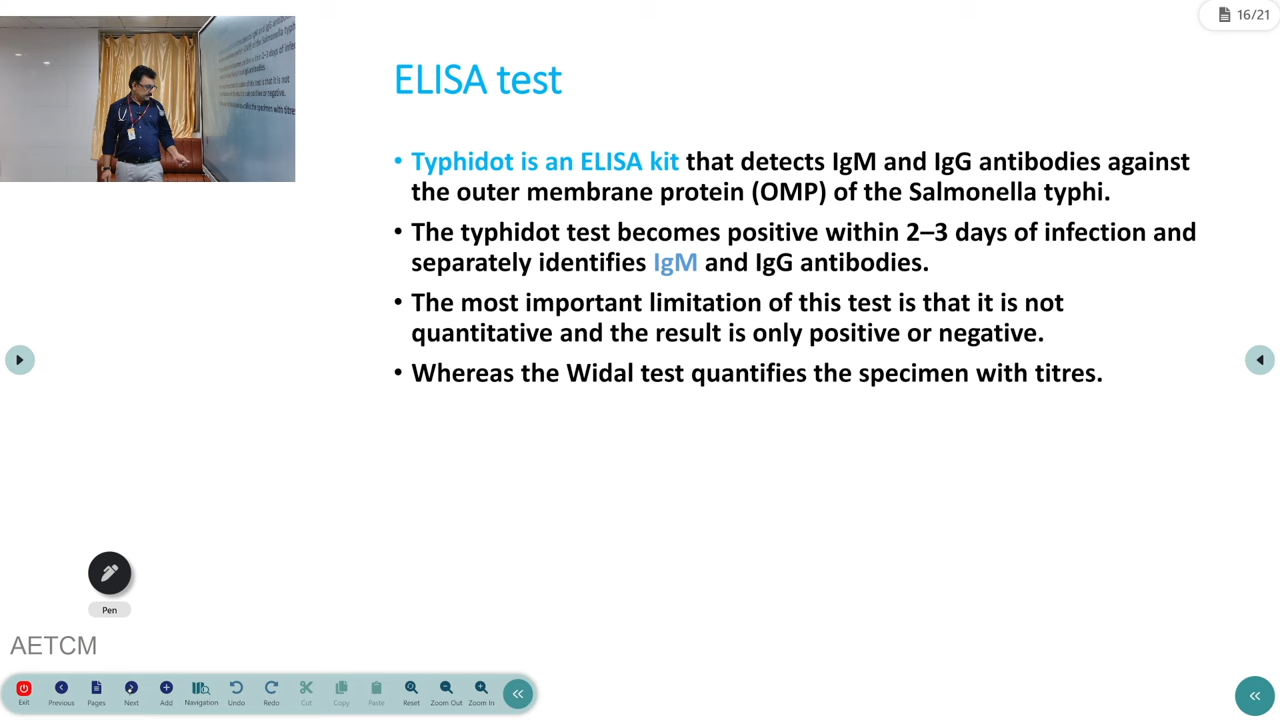 16/21
ELISA test
• Typhidot is an ELISA kit that detects IgM and IgG antibodies against
the outer membrane protein (OMP) of the Salmonella typhi.
• The typhidot test becomes positive within 2–3 days of infection and
separately identifies IgM and IgG antibodies.
• The most important limitation of this test is that it is not
quantitative and the result is only positive or negative.
• Whereas the Widal test quantifies the specimen with titres.
Pen
AETCM
Exit Previous Pages Next Add Navigation Undo Redo Cut Copy Paste Reset Zoom Out Zoom In